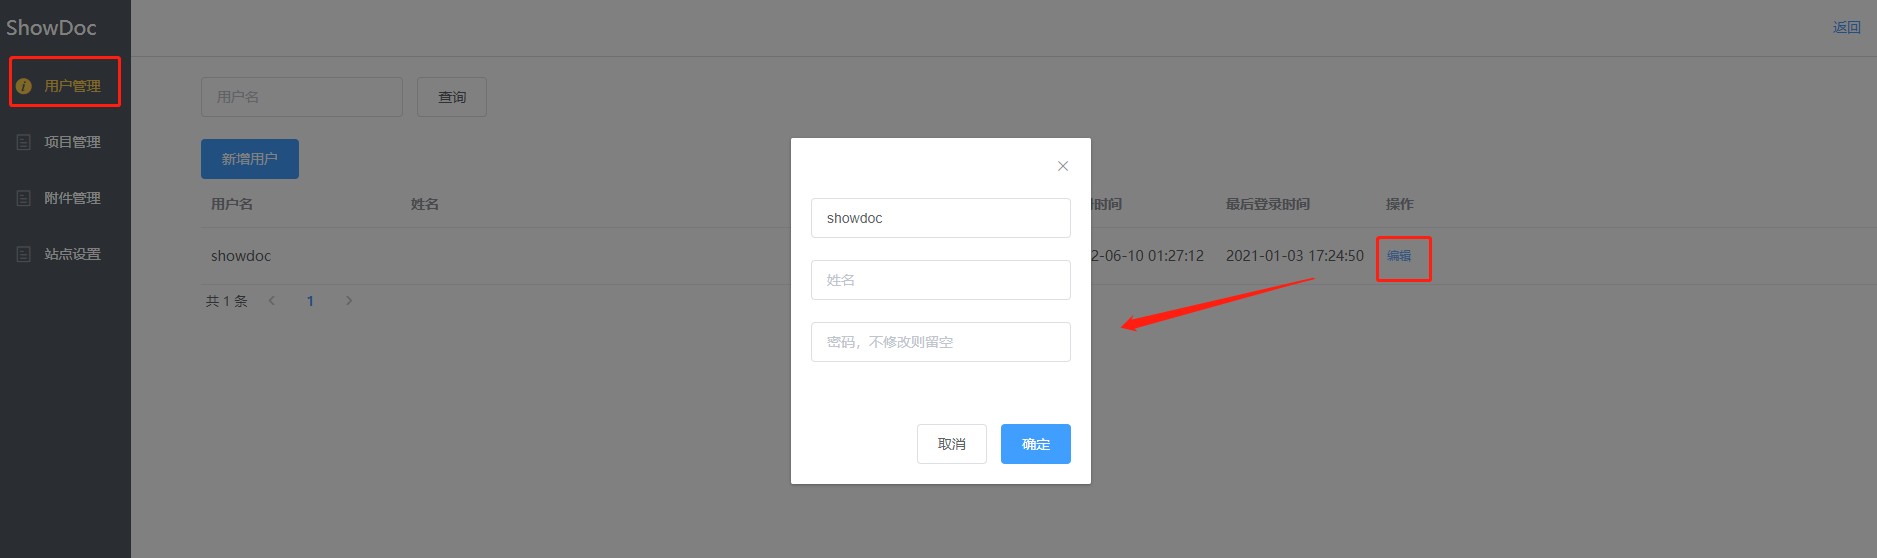 ShowDoc
返回
用户管理
项目管理
附件管理
站点设置
用户名
查询
新增用户
用户名 姓名 时间 最后登录时间 操作
showdoc 2-06-10 01:27:12 2021-01-03 17:24:50 编辑
共 1 条 1
showdoc
姓名
密码，不修改则留空
取消 确定